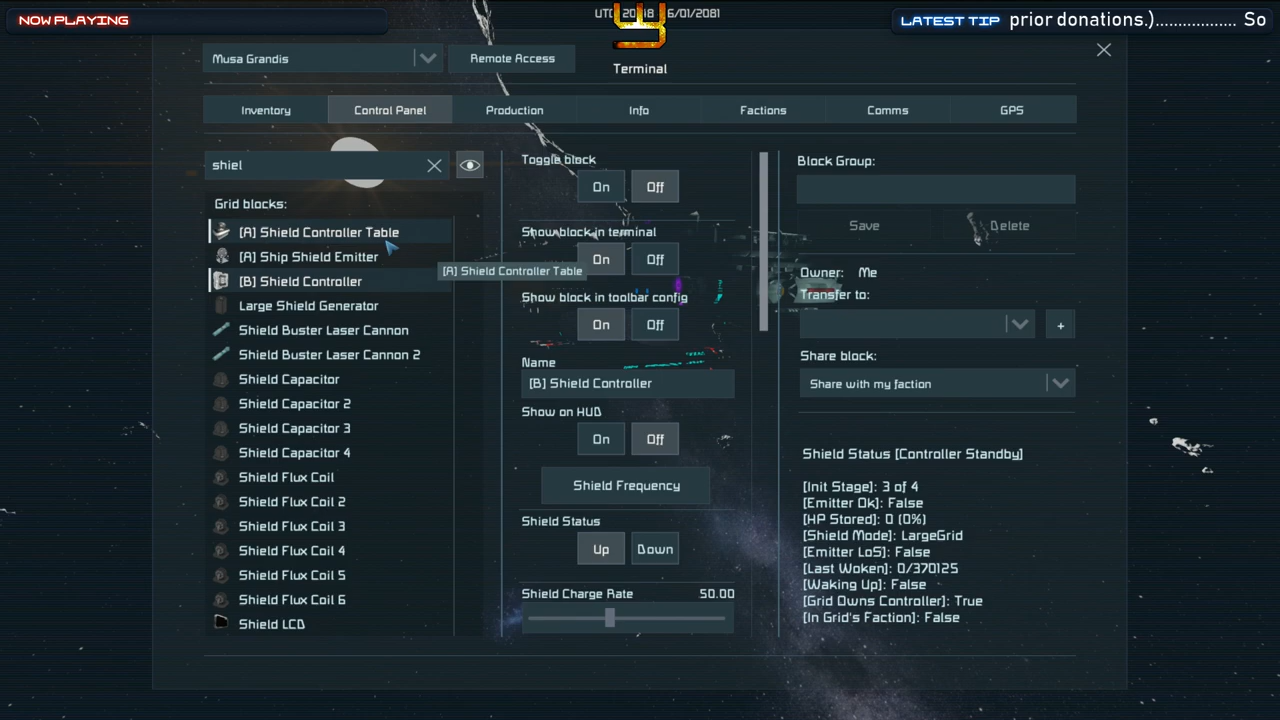 NOW PLAYING
LATEST TIP prior donations.)................. So
Musa Grandis
Remote Access
Terminal
Inventory
Control Panel
Production
Info
Factions
Comms
GPS
shiel
Grid blocks:
[A] Shield Controller Table
[A] Ship Shield Emitter
[B] Shield Controller
Large Shield Generator
Shield Buster Laser Cannon
Shield Buster Laser Cannon 2
Shield Capacitor
Shield Capacitor 2
Shield Capacitor 3
Shield Capacitor 4
Shield Flux Coil
Shield Flux Coil 2
Shield Flux Coil 3
Shield Flux Coil 4
Shield Flux Coil 5
Shield Flux Coil 6
Shield LCD
[A] Shield Controller Table
Toggle block
On Off
Show block in terminal
On Off
Show block in toolbar config
On Off
Name
[B] Shield Controller
Show on HUD
On Off
Shield Frequency
Shield Status
Up Down
Shield Charge Rate 50.00
Block Group:
Save Delete
Owner: Me
Transfer to:
+
Share block:
Share with my faction
Shield Status [Controller Standby]
[Init Stage]: 3 of 4
[Emitter Ok]: False
[HP Stored]: 0 (0%)
[Shield Mode]: LargeGrid
[Emitter LoS]: False
[Last Woken]: 0/370125
[Waking Up]: False
[Grid Owns Controller]: True
[In Grid's Faction]: False